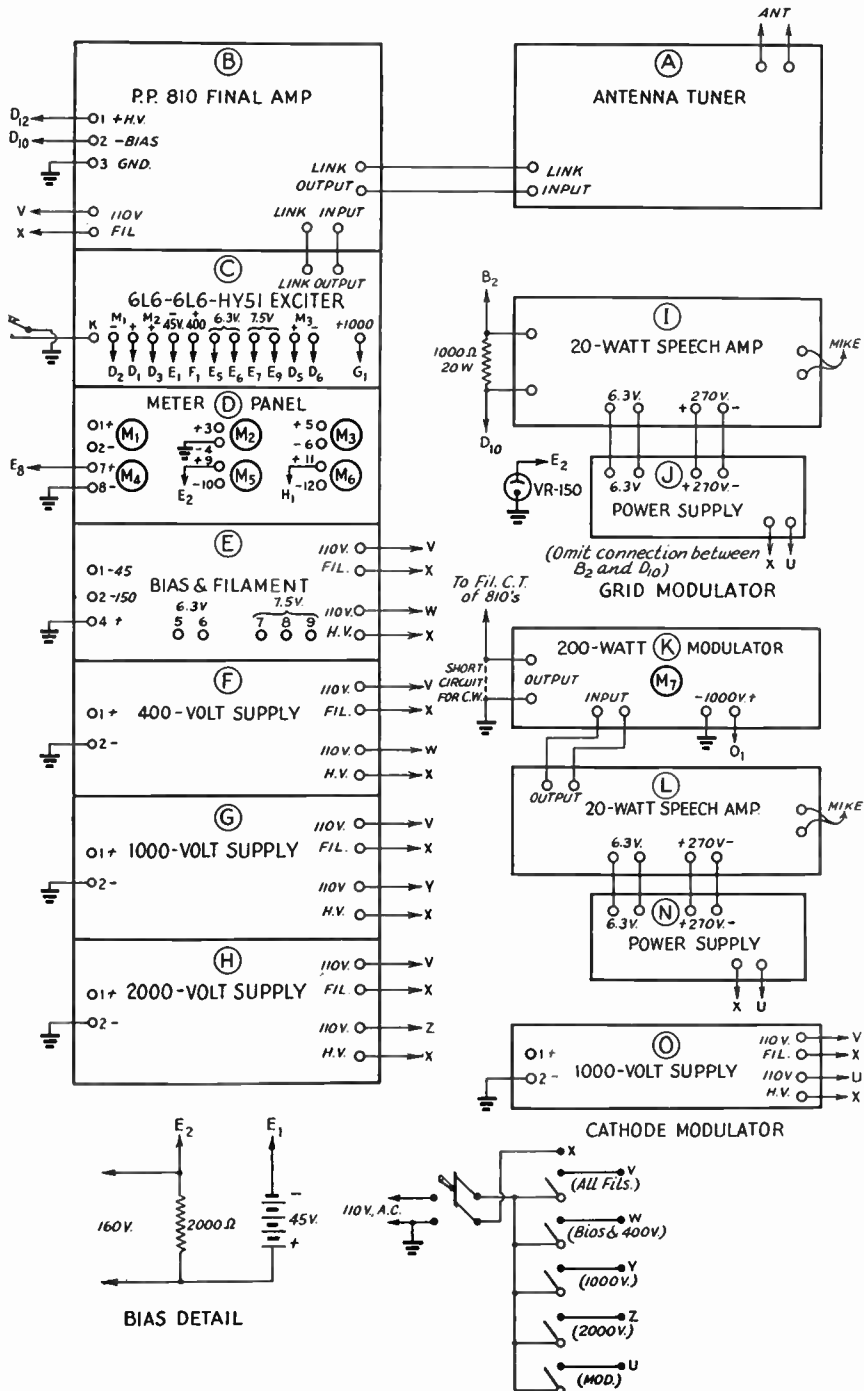 ANT
B
P.P. 810 FINAL AMP
D12
1 +H.V.
D10
2 -BIAS
3 GND.
LINK
OUTPUT
V
110V
X
FIL
LINK INPUT
A
ANTENNA TUNER
LINK
INPUT
C
LINK OUTPUT
6L6-6L6-HY51 EXCITER
K
M1 M2 - + 6.3V. 7.5V. M3 +1000
- + + 45V. 400 + -
D2 D1 D3 E1 F1 E5 E6 E7 E9 D5 D6 G1
METER D PANEL
1+ M1 +3 M2 +5 M3
2- -4 -6
E8 7+ M4 +9 M5 +11 M6
8- E2 -10 H1 -12
E
BIAS & FILAMENT
1-45
2-150
4 +
6.3V 7.5V.
5 6 7 8 9
110V. V
FIL. X
110V. W
H.V. X
F
400-VOLT SUPPLY
1+
2-
110V. V
FIL. X
110V W
H.V. X
G
1000-VOLT SUPPLY
1+
2-
110V. V
FIL. X
110V Y
H.V. X
H
2000-VOLT SUPPLY
1+
2-
110V. V
FIL. X
110V Z
H.V. X
B2
1000 Ω
20 W
D10
I
20-WATT SPEECH AMP
MIKE
6.3V. 270V.
+ -
E2
VR-150
J
6.3V +270V.-
POWER SUPPLY
X U
(Omit connection between
B2 and D10)
GRID MODULATOR
To Fil. C.T.
of 810's
SHORT
CIRCUIT
FOR C.W.
200-WATT K MODULATOR
OUTPUT
M7
INPUT
-1000V.+
O1
L
OUTPUT
20-WATT SPEECH AMP.
MIKE
6.3V. +270V-
N
6.3V. +270V.-
POWER SUPPLY
X U
O
1000-VOLT SUPPLY
1+
2-
110V. V
FIL. X
110V U
H.V. X
CATHODE MODULATOR
E2 E1
160V. 2000Ω 45V.
-
+
BIAS DETAIL
110V., A.C.
X
V
(All Fils.)
W
(Bias & 400V.)
Y
(1000V.)
Z
(2000V.)
U
(MOD.)